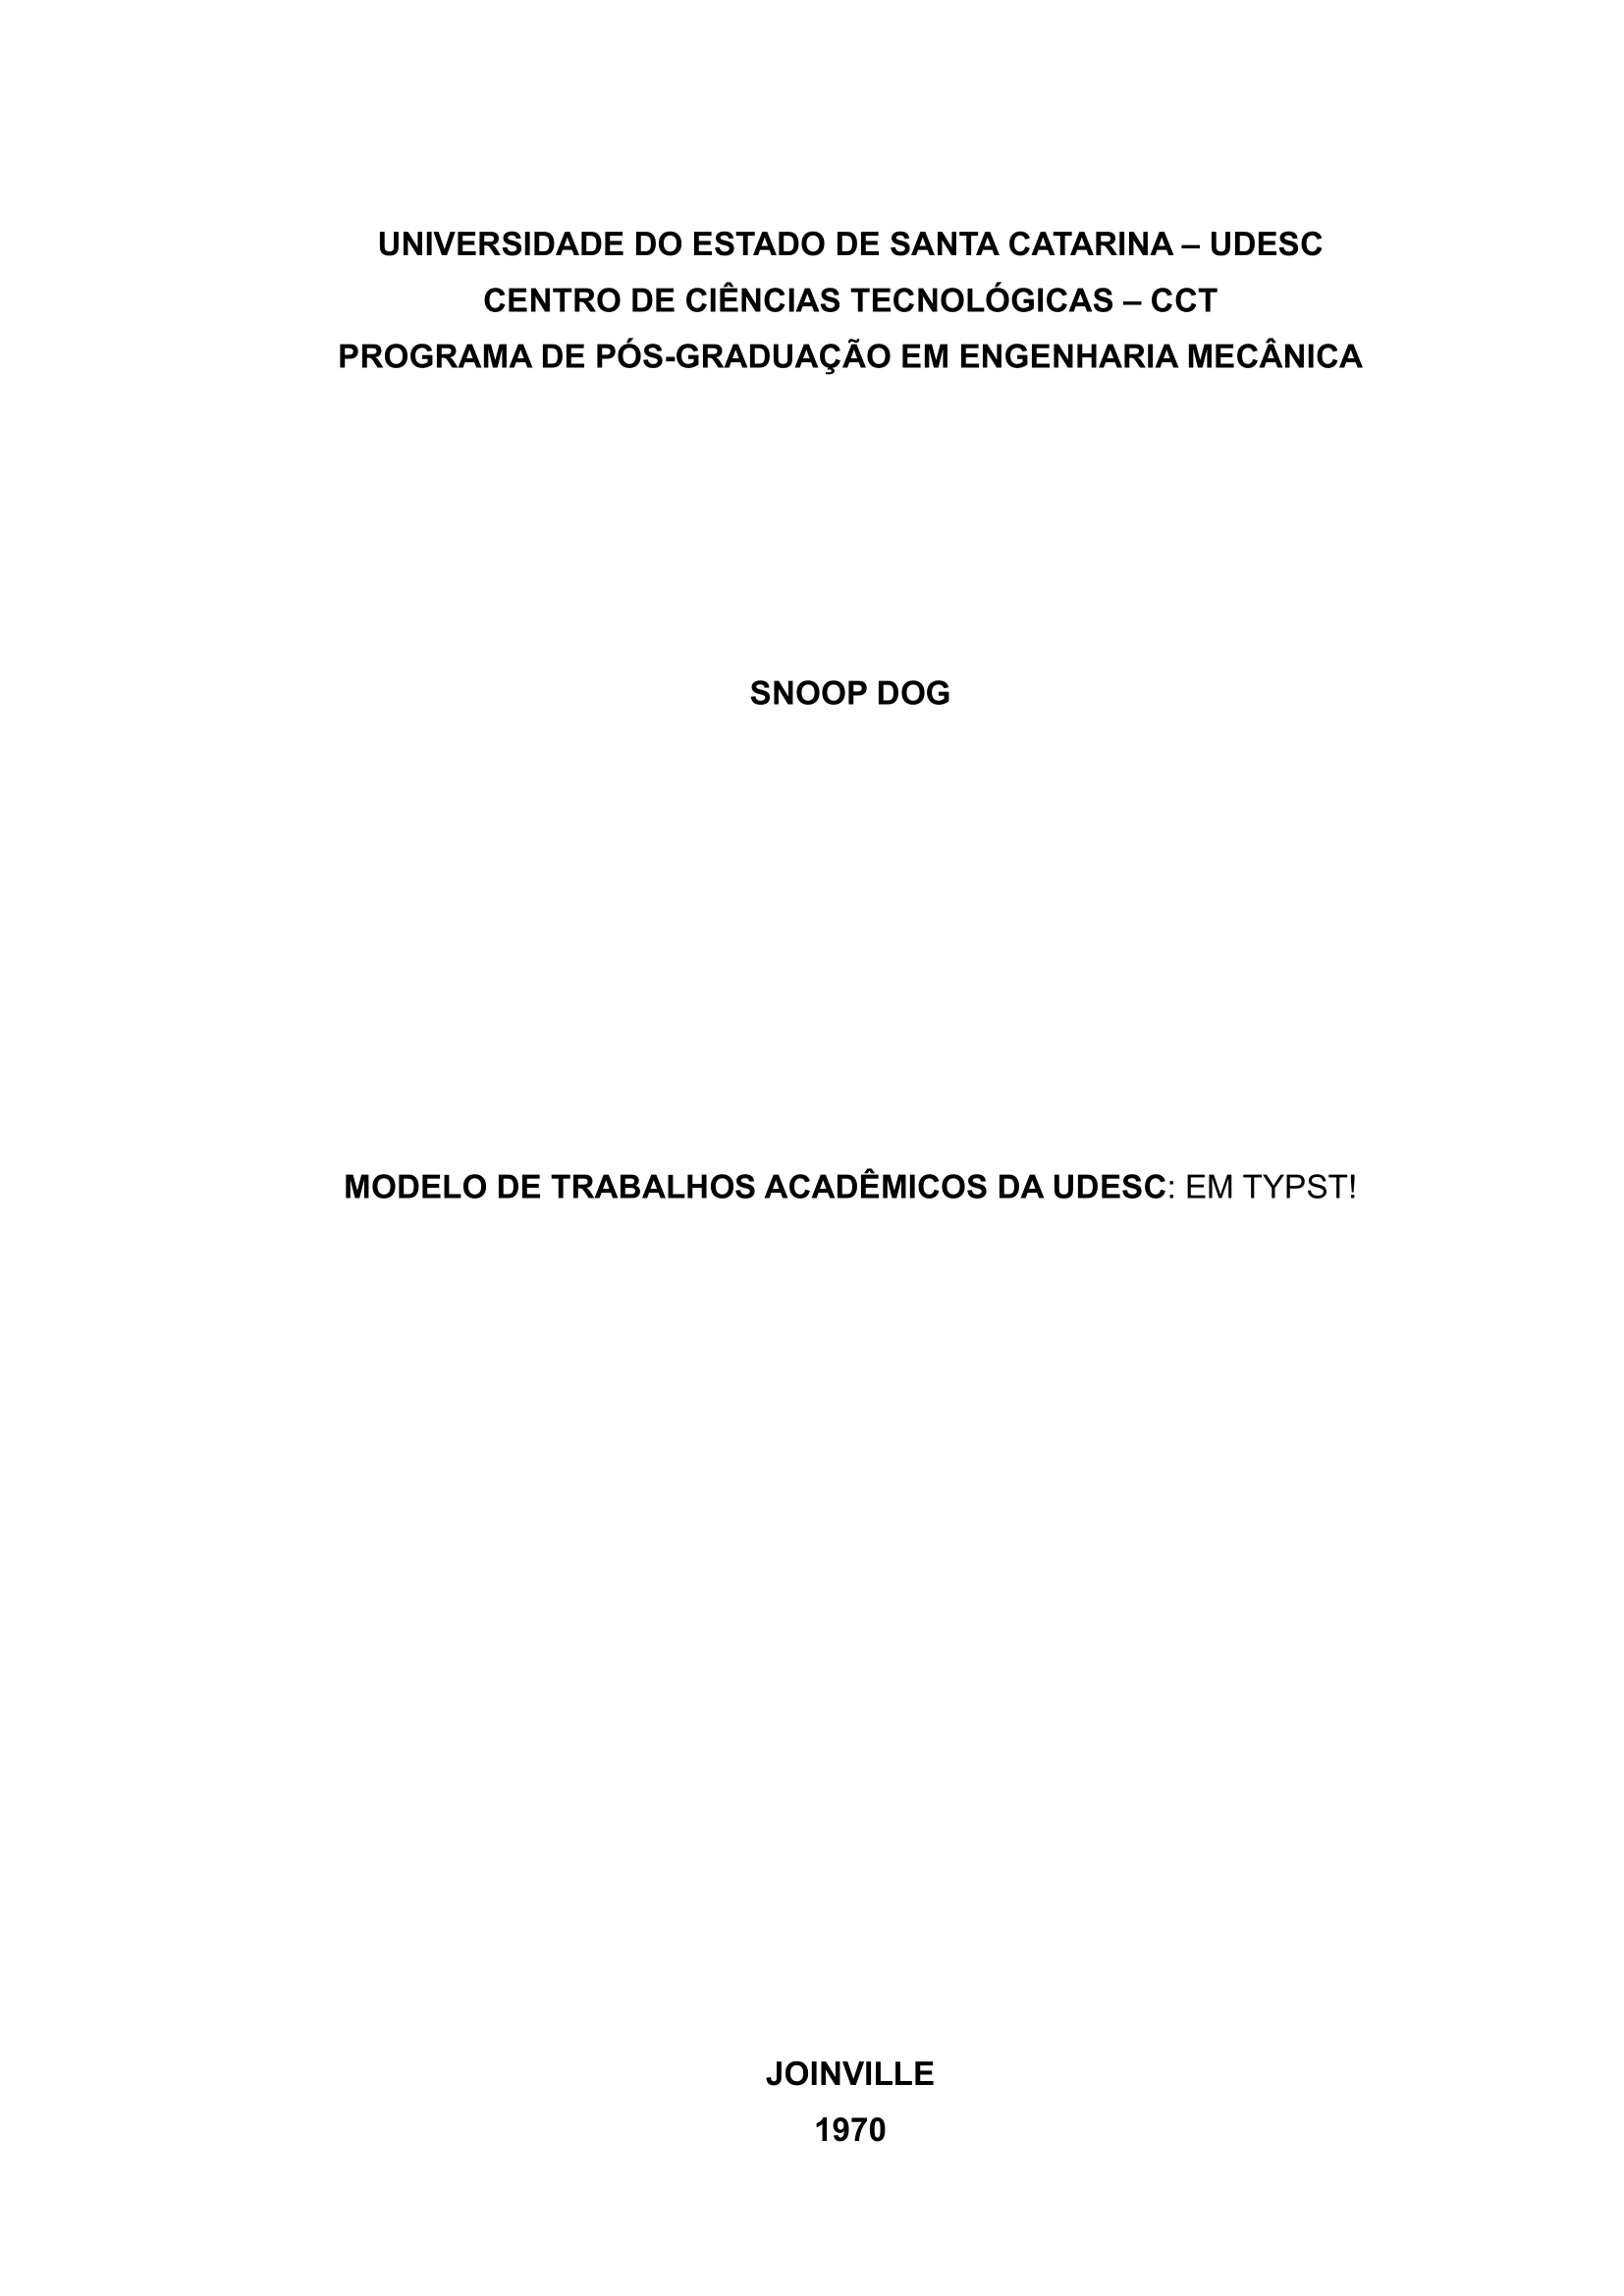 UNIVERSIDADE DO ESTADO DE SANTA CATARINA – UDESC
CENTRO DE CIÊNCIAS TECNOLÓGICAS – CCT
PROGRAMA DE PÓS-GRADUAÇÃO EM ENGENHARIA MECÂNICA
SNOOP DOG
MODELO DE TRABALHOS ACADÊMICOS DA UDESC: EM TYPST!
JOINVILLE
1970